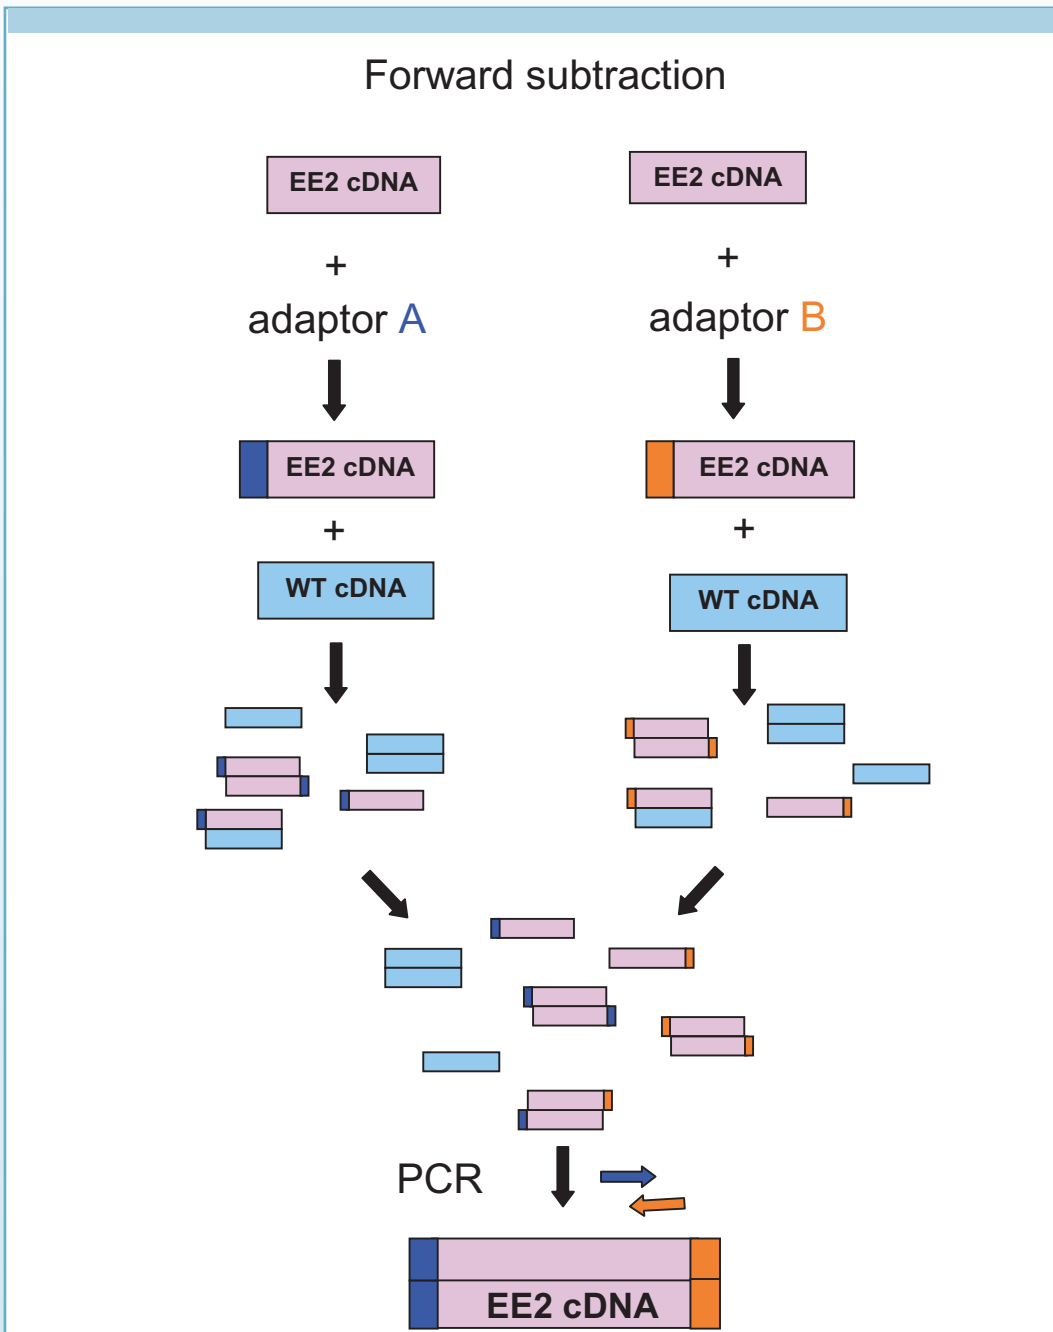 Forward subtraction
EE2 cDNA
EE2 cDNA
+
+
adaptor A
adaptor B
EE2 cDNA
EE2 cDNA
+
+
WT cDNA
WT cDNA
PCR
EE2 cDNA